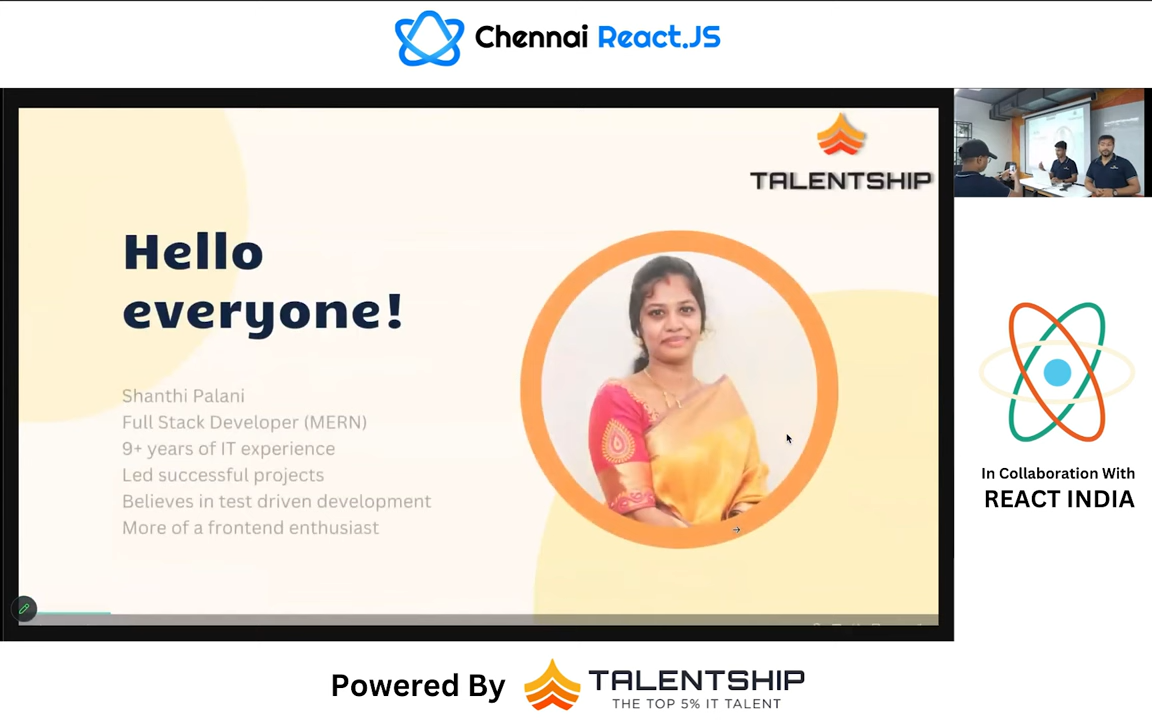 Chennai React.JS
TALENTSHIP
Hello
everyone!
Shanthi Palani
Full Stack Developer (MERN)
9+ years of IT experience
Led successful projects
Believes in test driven development
More of a frontend enthusiast
In Collaboration With
REACT INDIA
Powered By
TALENTSHIP
THE TOP 5% IT TALENT